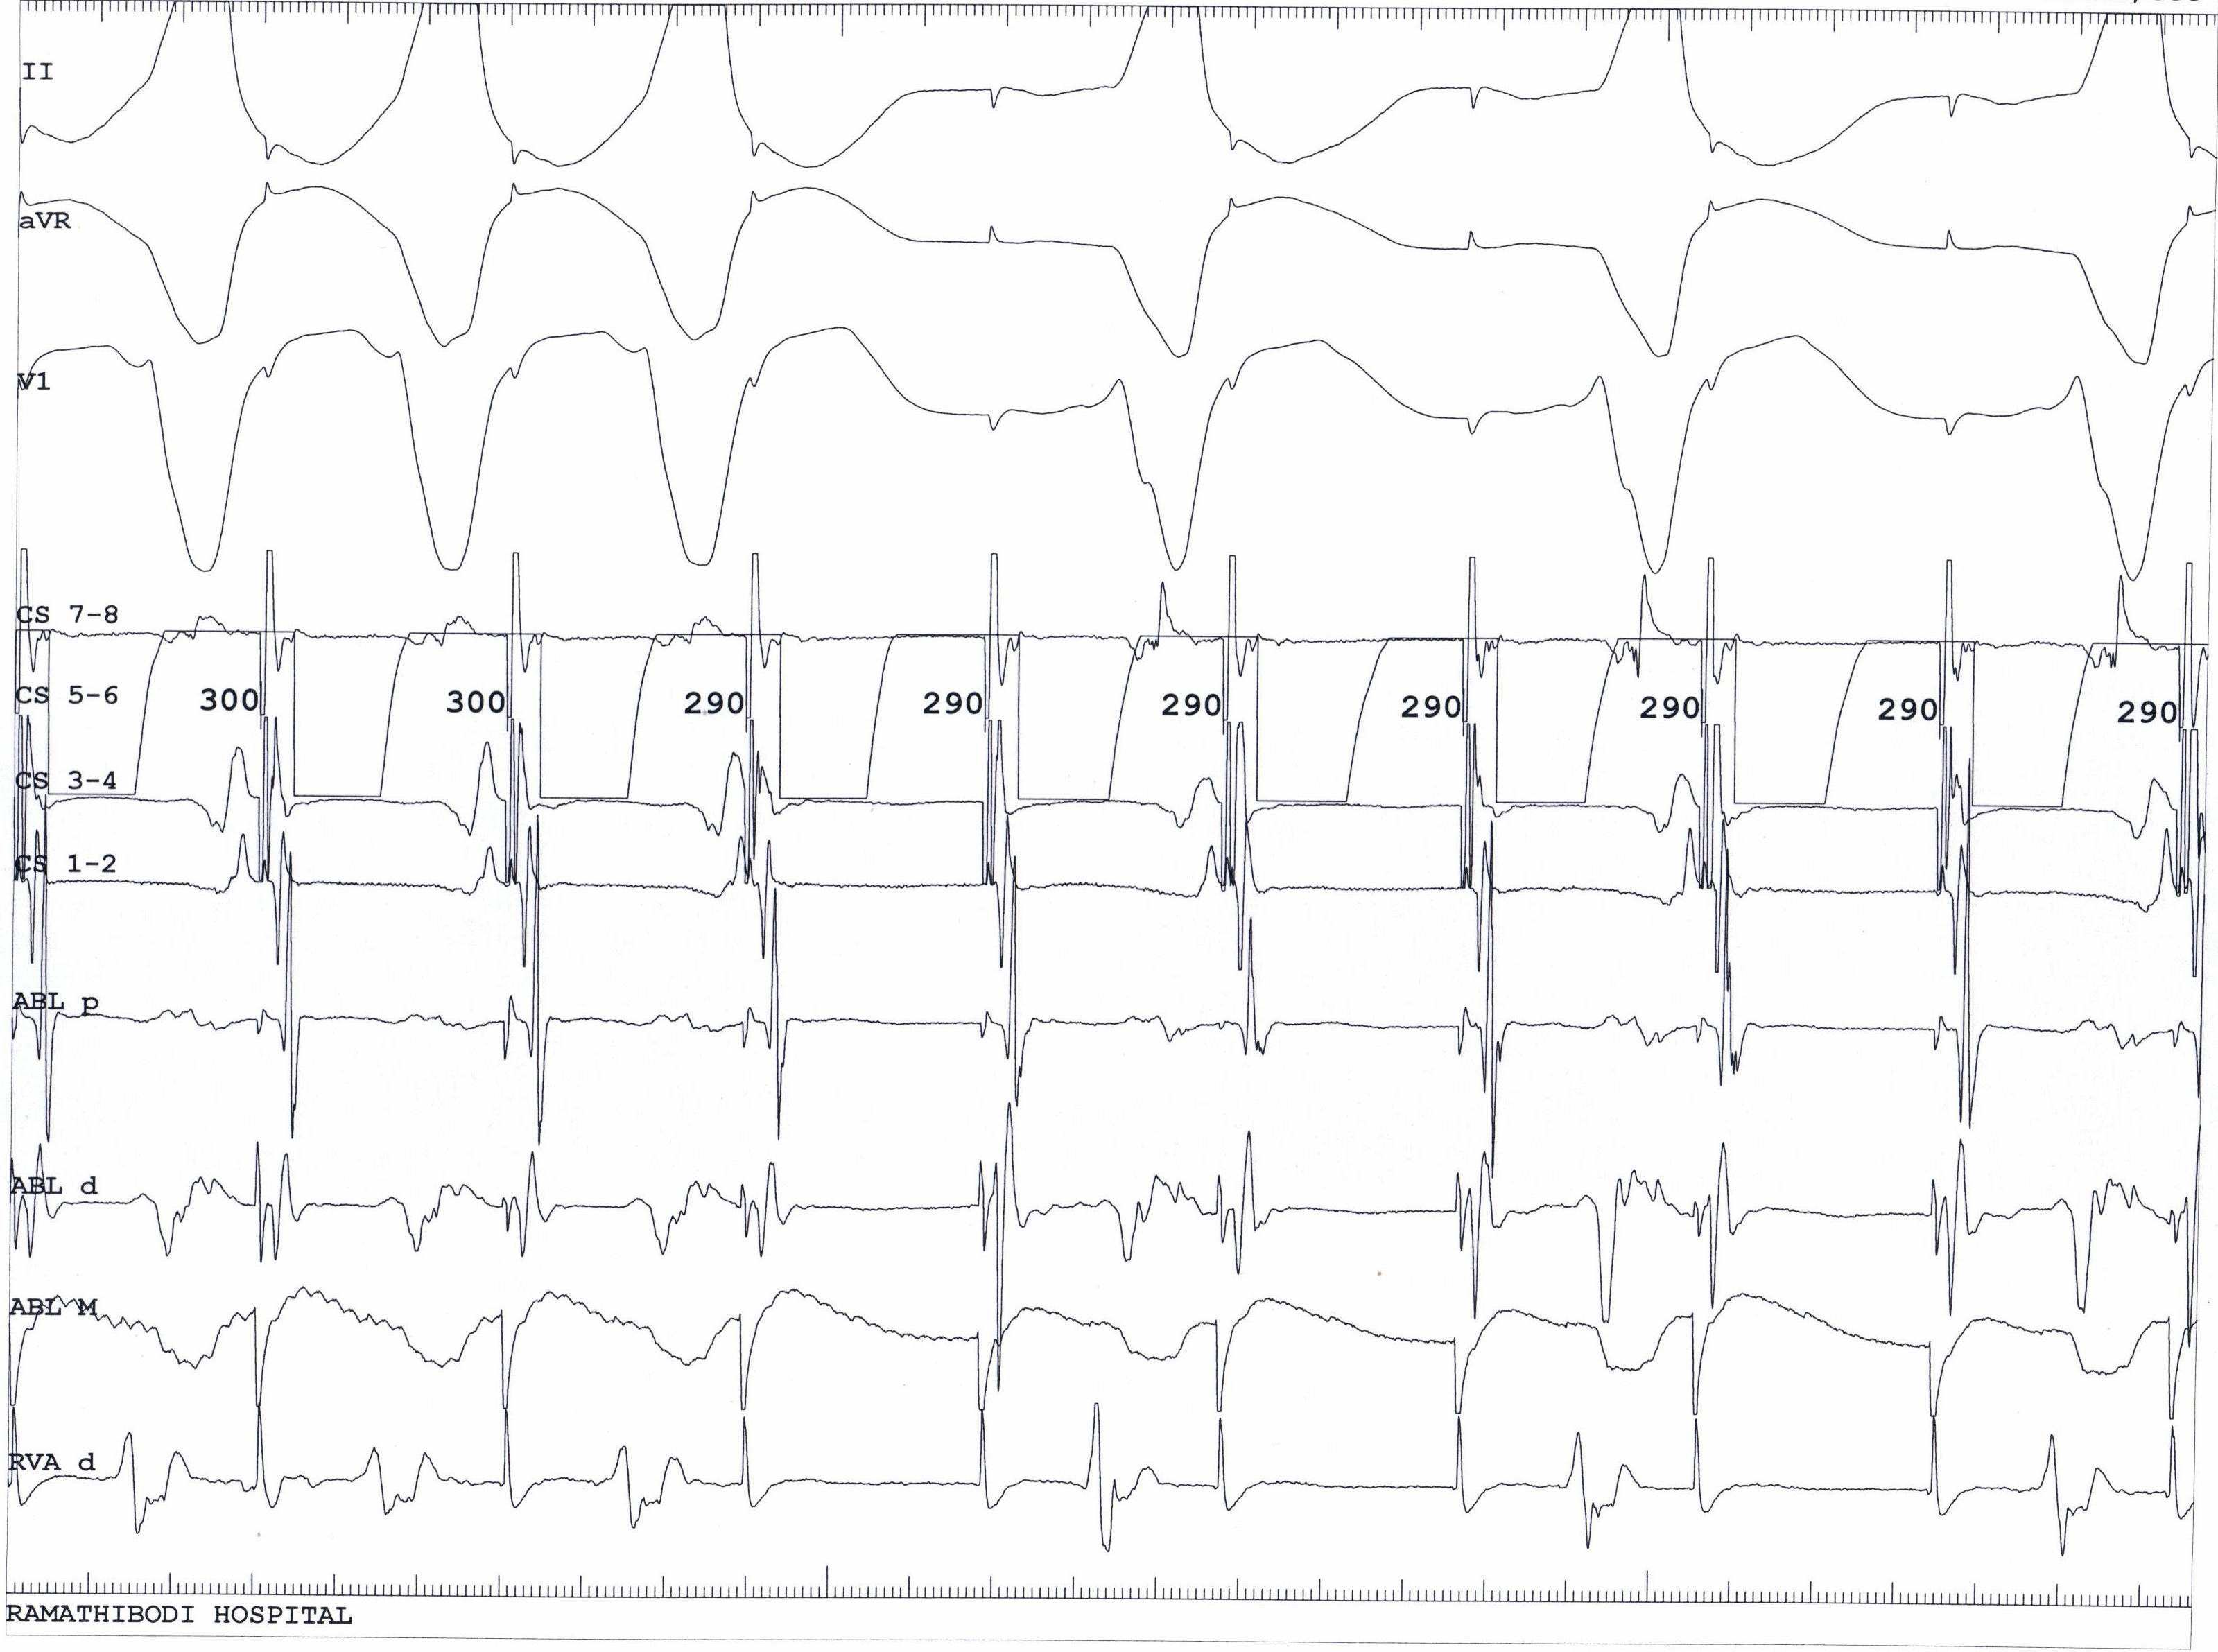 II
aVR
V1
CS 7-8
CS 5-6
300 300 290 290 290 290 290 290 290
CS 3-4
CS 1-2
ABL p
ABL d
ABL M
RVA d
RAMATHIBODI HOSPITAL